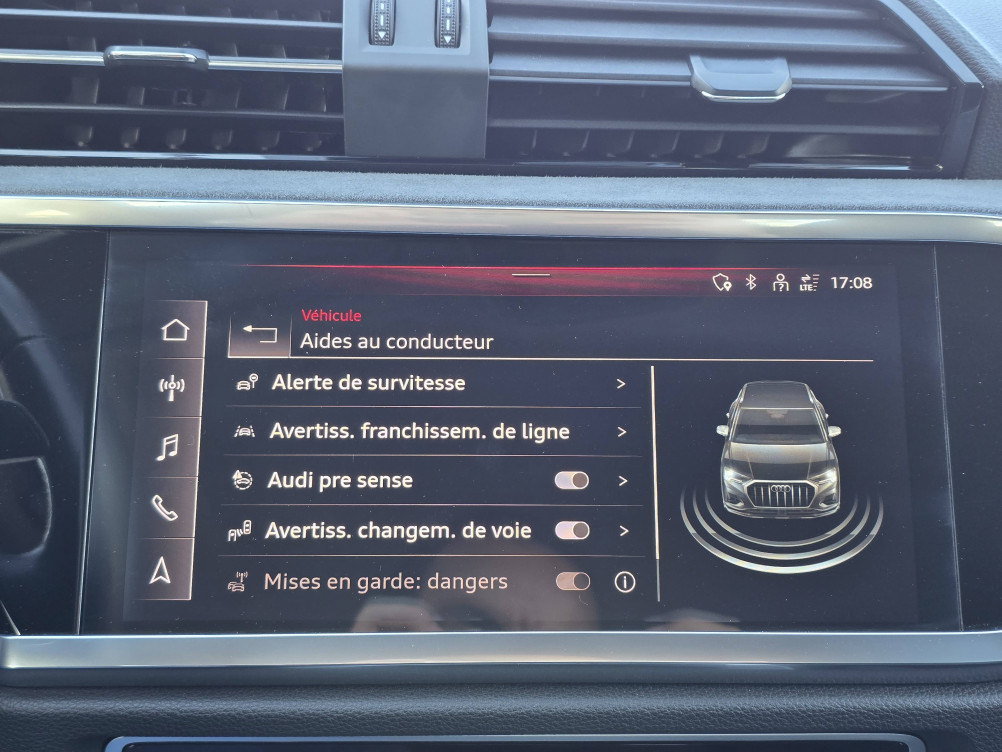 LTE
17:08
Véhicule
Aides au conducteur
Alerte de survitesse
Avertiss. franchissem. de ligne
Audi pre sense
Avertiss. changem. de voie
Mises en garde: dangers